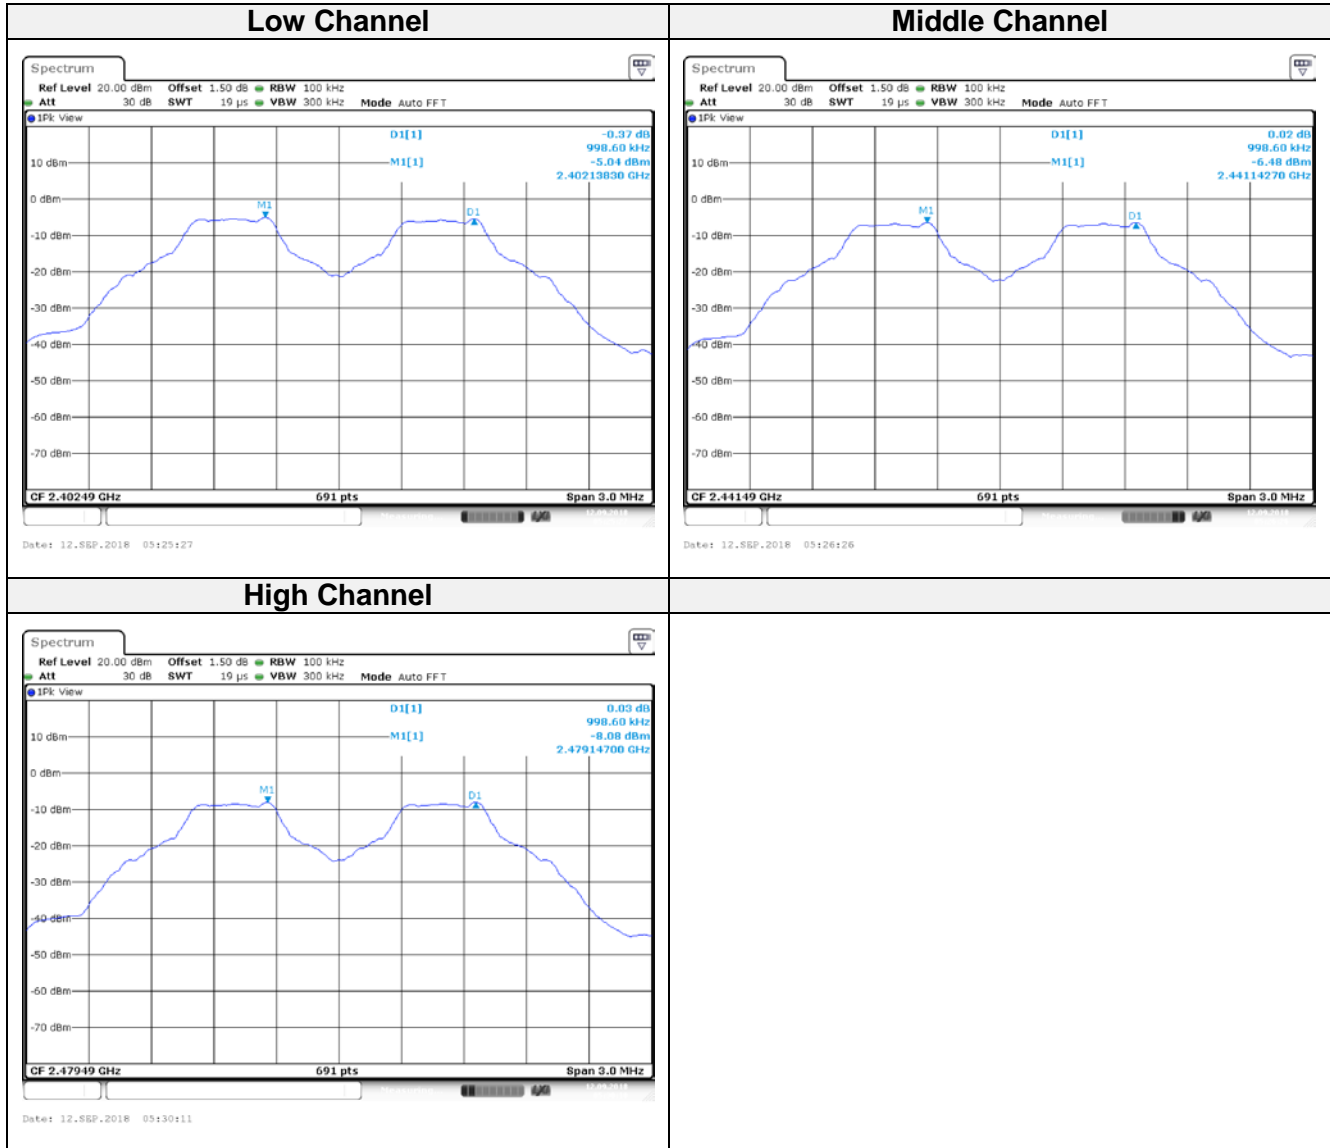 Low Channel
Middle Channel
Spectrum
Ref Level 20.00 dBm Offset 1.50 dB RBW 100 kHz
Att 30 dB SWT 19 µs VBW 300 kHz Mode Auto FFT
1Pk View
D1[1] -0.37 dB
998.60 kHz
M1[1] -5.04 dBm
2.40213830 GHz
10 dBm
0 dBm
M1
D1
-10 dBm
-20 dBm
-30 dBm
-40 dBm
-50 dBm
-60 dBm
-70 dBm
CF 2.40249 GHz 691 pts Span 3.0 MHz
Date: 12.SEP.2018 05:25:27
Spectrum
Ref Level 20.00 dBm Offset 1.50 dB RBW 100 kHz
Att 30 dB SWT 19 µs VBW 300 kHz Mode Auto FFT
1Pk View
D1[1] 0.02 dB
998.60 kHz
M1[1] -6.48 dBm
2.44114270 GHz
10 dBm
0 dBm
M1
D1
-10 dBm
-20 dBm
-30 dBm
-40 dBm
-50 dBm
-60 dBm
-70 dBm
CF 2.44149 GHz 691 pts Span 3.0 MHz
Date: 12.SEP.2018 05:26:26
High Channel
Spectrum
Ref Level 20.00 dBm Offset 1.50 dB RBW 100 kHz
Att 30 dB SWT 19 µs VBW 300 kHz Mode Auto FFT
1Pk View
D1[1] 0.03 dB
998.60 kHz
M1[1] -8.08 dBm
2.47914700 GHz
10 dBm
0 dBm
M1
D1
-10 dBm
-20 dBm
-30 dBm
-40 dBm
-50 dBm
-60 dBm
-70 dBm
CF 2.47949 GHz 691 pts Span 3.0 MHz
Date: 12.SEP.2018 05:30:11